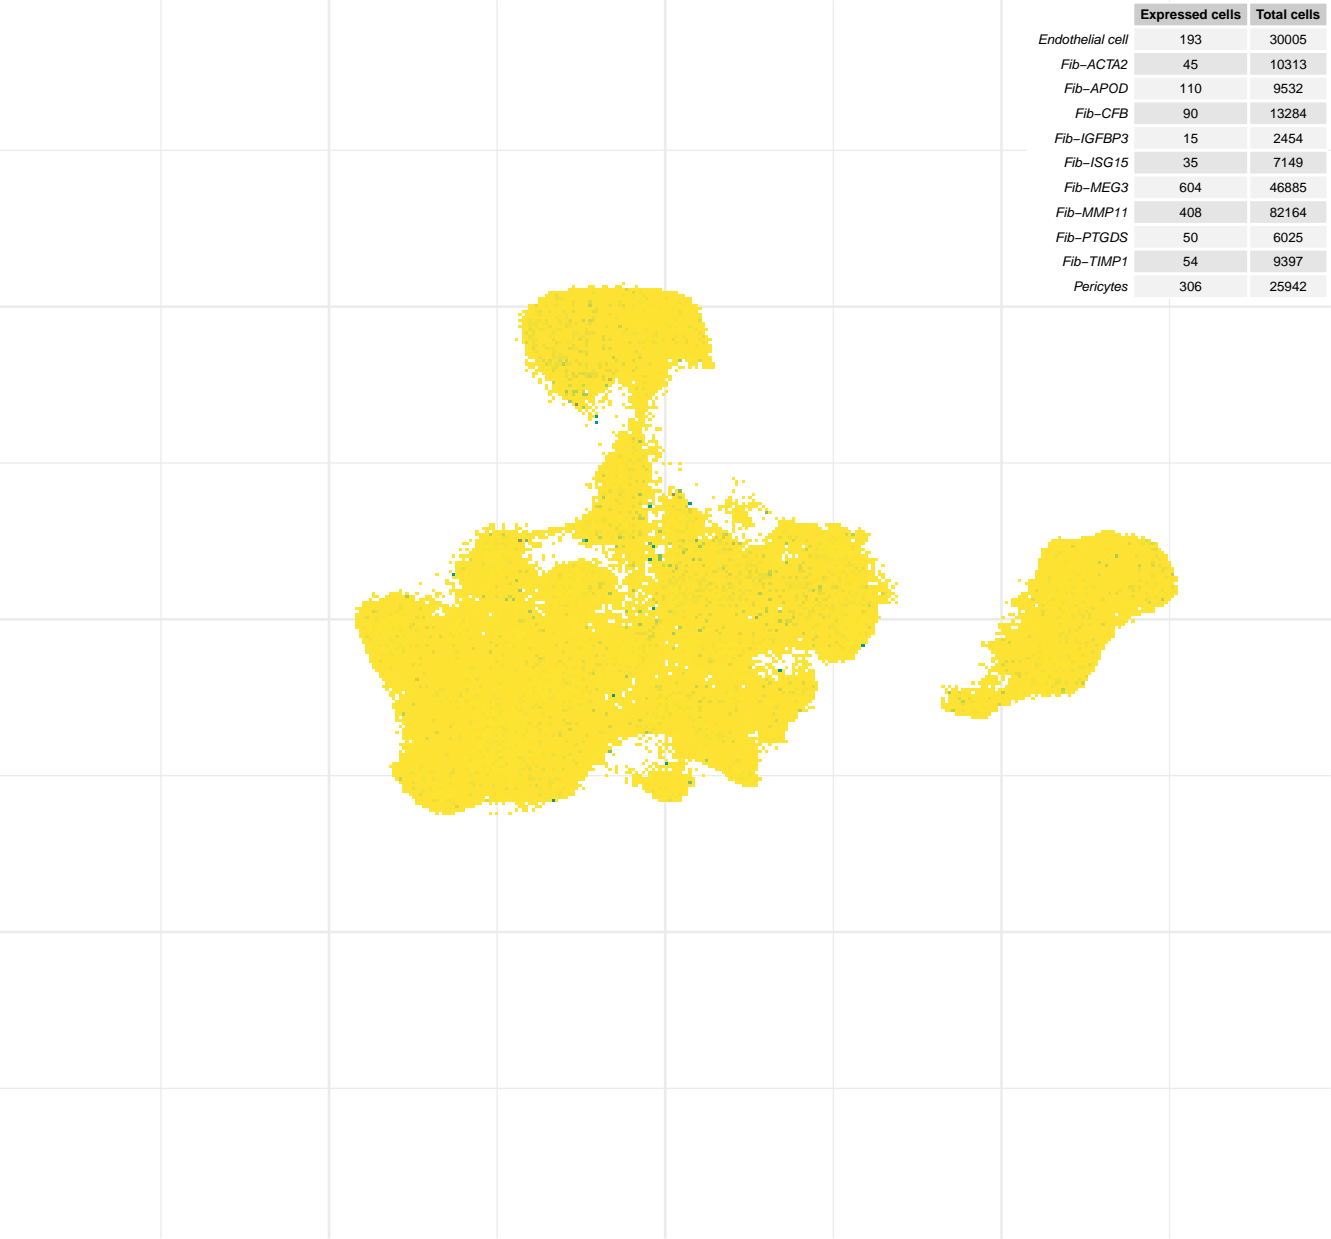 Expressed cells Total cells
Endothelial cell 193 30005
Fib−ACTA2 45 10313
Fib−APOD 110 9532
Fib−CFB 90 13284
Fib−IGFBP3 15 2454
Fib−ISG15 35 7149
Fib−MEG3 604 46885
Fib−MMP11 408 82164
Fib−PTGDS 50 6025
Fib−TIMP1 54 9397
Pericytes 306 25942